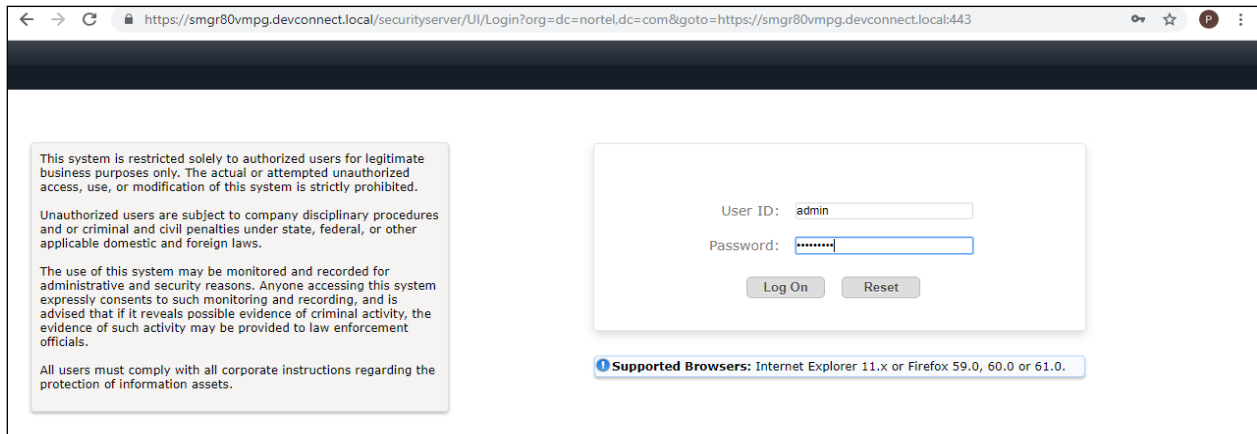 https://smgr80vmpg.devconnect.local/securityserver/UI/Login?org=dc=nortel,dc=com&goto=https://smgr80vmpg.devconnect.local:443
P
This system is restricted solely to authorized users for legitimate
business purposes only. The actual or attempted unauthorized
access, use, or modification of this system is strictly prohibited.
Unauthorized users are subject to company disciplinary procedures
and or criminal and civil penalties under state, federal, or other
applicable domestic and foreign laws.
The use of this system may be monitored and recorded for
administrative and security reasons. Anyone accessing this system
expressly consents to such monitoring and recording, and is
advised that if it reveals possible evidence of criminal activity, the
evidence of such activity may be provided to law enforcement
officials.
All users must comply with all corporate instructions regarding the
protection of information assets.
User ID: admin
Password: •••••••••
Log On Reset
Supported Browsers: Internet Explorer 11.x or Firefox 59.0, 60.0 or 61.0.